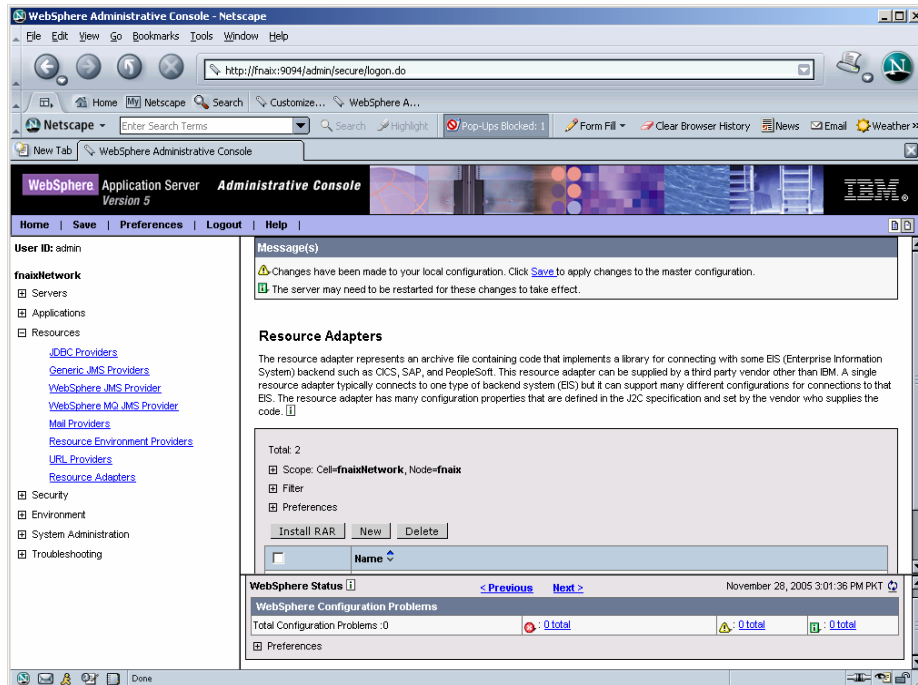 WebSphere Administrative Console - Netscape
File Edit View Go Bookmarks Tools Window Help
http://fnaix:9094/admin/secure/logon.do
Home My Netscape Search Customize... WebSphere A...
Netscape Enter Search Terms Search Highlight Pop-Ups Blocked: 1 Form Fill Clear Browser History News Email Weather
New Tab WebSphere Administrative Console
WebSphere Application Server Administrative Console
Version 5
IBM
Home | Save | Preferences | Logout | Help |
User ID: admin
fnaixNetwork
Servers
Applications
Resources
JDBC Providers
Generic JMS Providers
WebSphere JMS Provider
WebSphere MQ JMS Provider
Mail Providers
Resource Environment Providers
URL Providers
Resource Adapters
Security
Environment
System Administration
Troubleshooting
Message(s)
Changes have been made to your local configuration. Click Save to apply changes to the master configuration.
The server may need to be restarted for these changes to take effect.
Resource Adapters
The resource adapter represents an archive file containing code that implements a library for connecting with some EIS (Enterprise Information
System) backend such as CICS, SAP, and PeopleSoft. This resource adapter can be supplied by a third party vendor other than IBM. A single
resource adapter typically connects to one type of backend system (EIS) but it can support many different configurations for connections to that
EIS. The resource adapter has many configuration properties that are defined in the J2C specification and set by the vendor who supplies the
code.
Total: 2
Scope: Cell=fnaixNetwork, Node=fnaix
Filter
Preferences
Install RAR New Delete
Name
WebSphere Status < Previous Next > November 28, 2005 3:01:36 PM PKT
WebSphere Configuration Problems
Total Configuration Problems :0 : 0 total : 0 total : 0 total
Preferences
Done